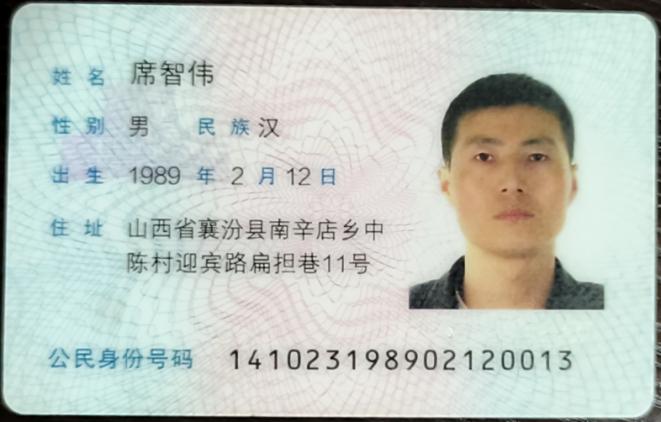 姓名 席智伟
性别 男 民族 汉
出生 1989 年 2 月 12 日
住址 山西省襄汾县南辛店乡中
陈村迎宾路扁担巷11号
公民身份号码 141023198902120013